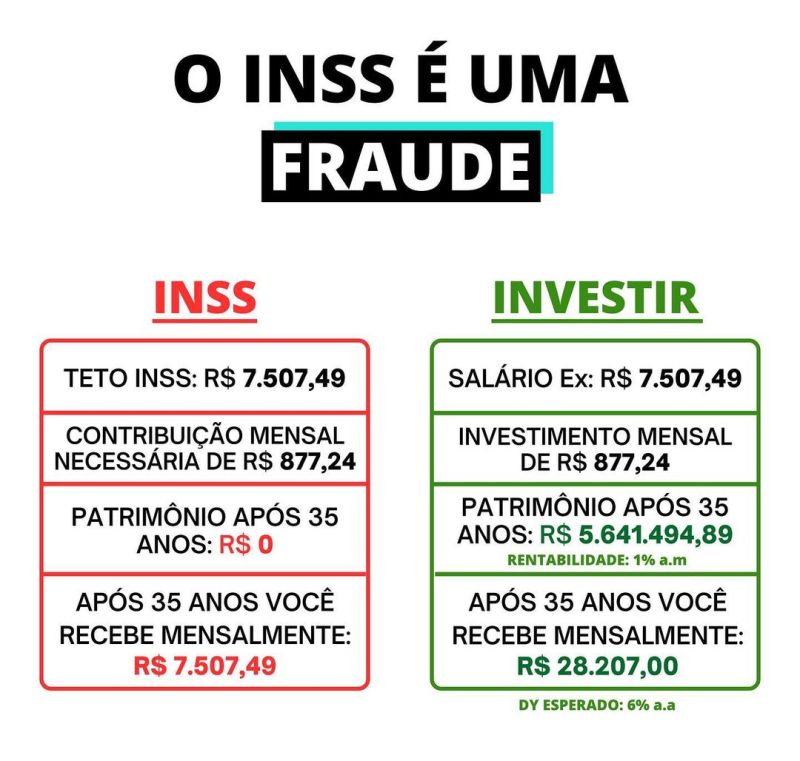 O INSS É UMA
FRAUDE
INSS
TETO INSS: R$ 7.507,49
CONTRIBUIÇÃO MENSAL
NECESSÁRIA DE R$ 877,24
PATRIMÔNIO APÓS 35
ANOS: R$ 0
APÓS 35 ANOS VOCÊ
RECEBE MENSALMENTE:
R$ 7.507,49
INVESTIR
SALÁRIO Ex: R$ 7.507,49
INVESTIMENTO MENSAL
DE R$ 877,24
PATRIMÔNIO APÓS 35
ANOS: R$ 5.641.494,89
RENTABILIDADE: 1% a.m
APÓS 35 ANOS VOCÊ
RECEBE MENSALMENTE:
R$ 28.207,00
DY ESPERADO: 6% a.a